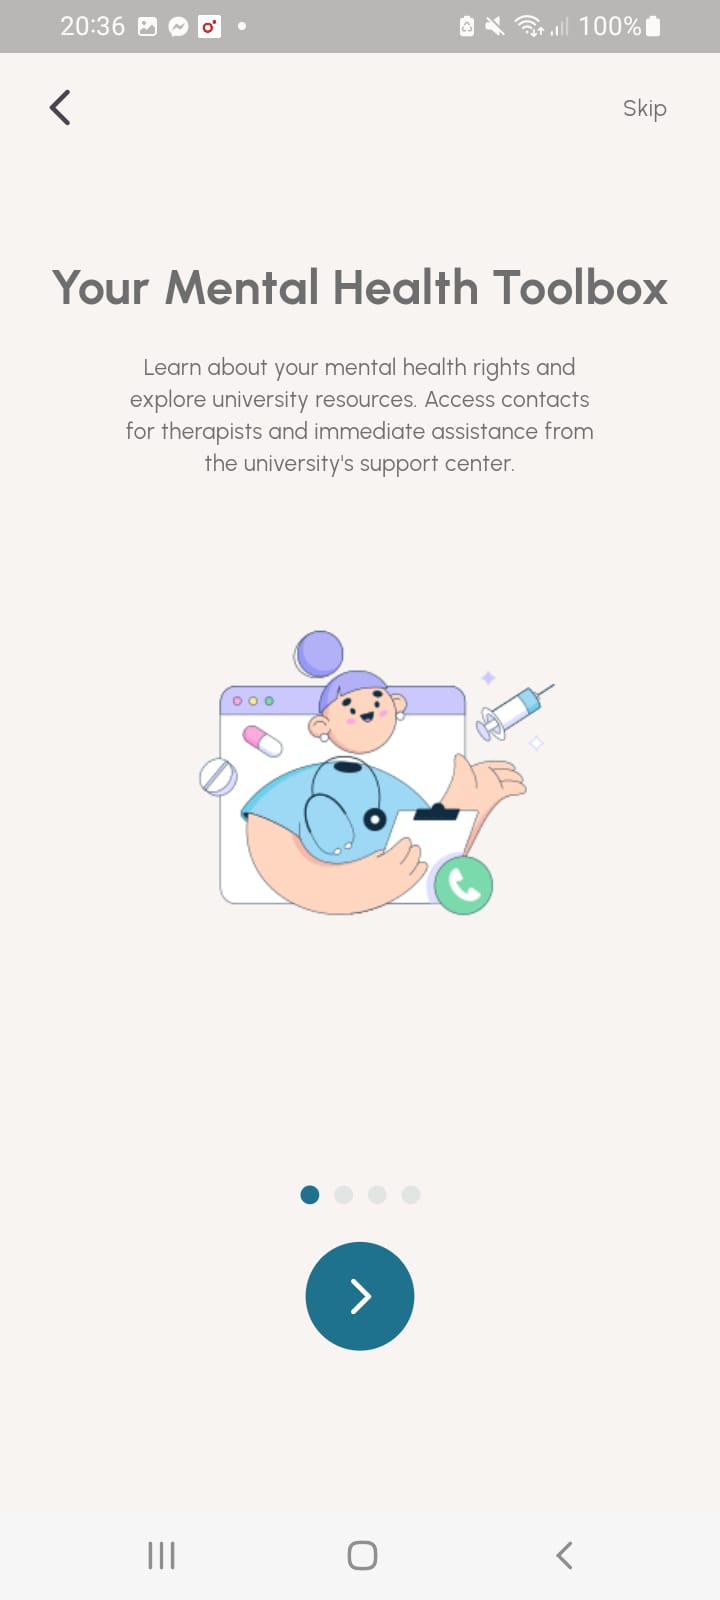 20:36
100%
Skip
Your Mental Health Toolbox
Learn about your mental health rights and
explore university resources. Access contacts
for therapists and immediate assistance from
the university's support center.